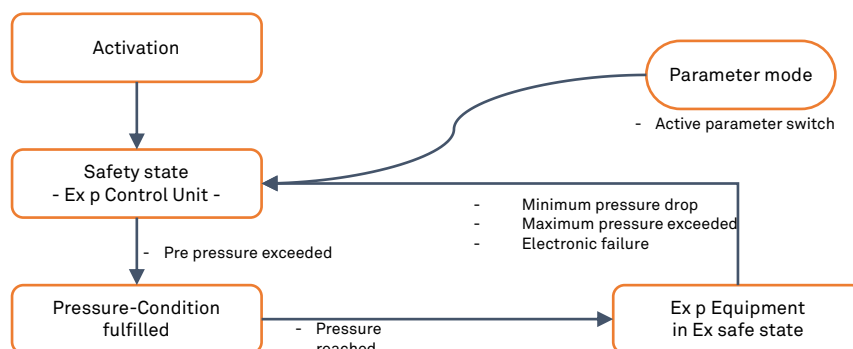 Activation
Parameter mode
- Active parameter switch
Safety state
- Ex p Control Unit -
- Minimum pressure drop
- Maximum pressure exceeded
- Electronic failure
- Pre pressure exceeded
Pressure-Condition
fulfilled
- Pressure
reached
Ex p Equipment
in Ex safe state